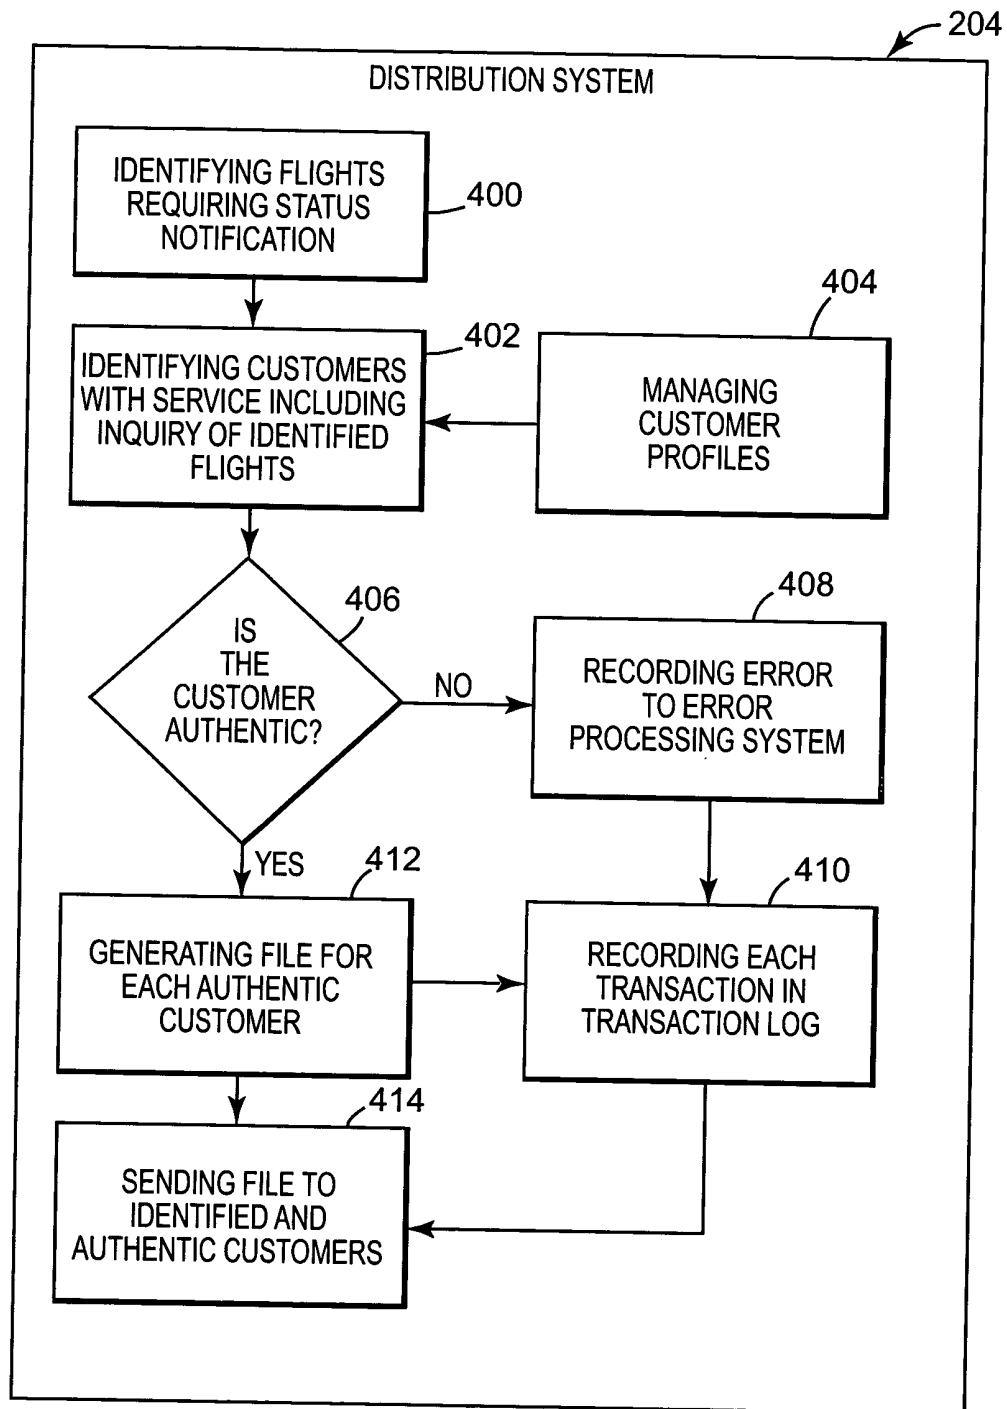 204
DISTRIBUTION SYSTEM
IDENTIFYING FLIGHTS
REQUIRING STATUS
NOTIFICATION
400
IDENTIFYING CUSTOMERS
WITH SERVICE INCLUDING
INQUIRY OF IDENTIFIED
FLIGHTS
402
MANAGING
CUSTOMER
PROFILES
404
IS
THE
CUSTOMER
AUTHENTIC?
406
NO
RECORDING ERROR
TO ERROR
PROCESSING SYSTEM
408
YES
GENERATING FILE FOR
EACH AUTHENTIC
CUSTOMER
412
RECORDING EACH
TRANSACTION IN
TRANSACTION LOG
410
SENDING FILE TO
IDENTIFIED AND
AUTHENTIC CUSTOMERS
414